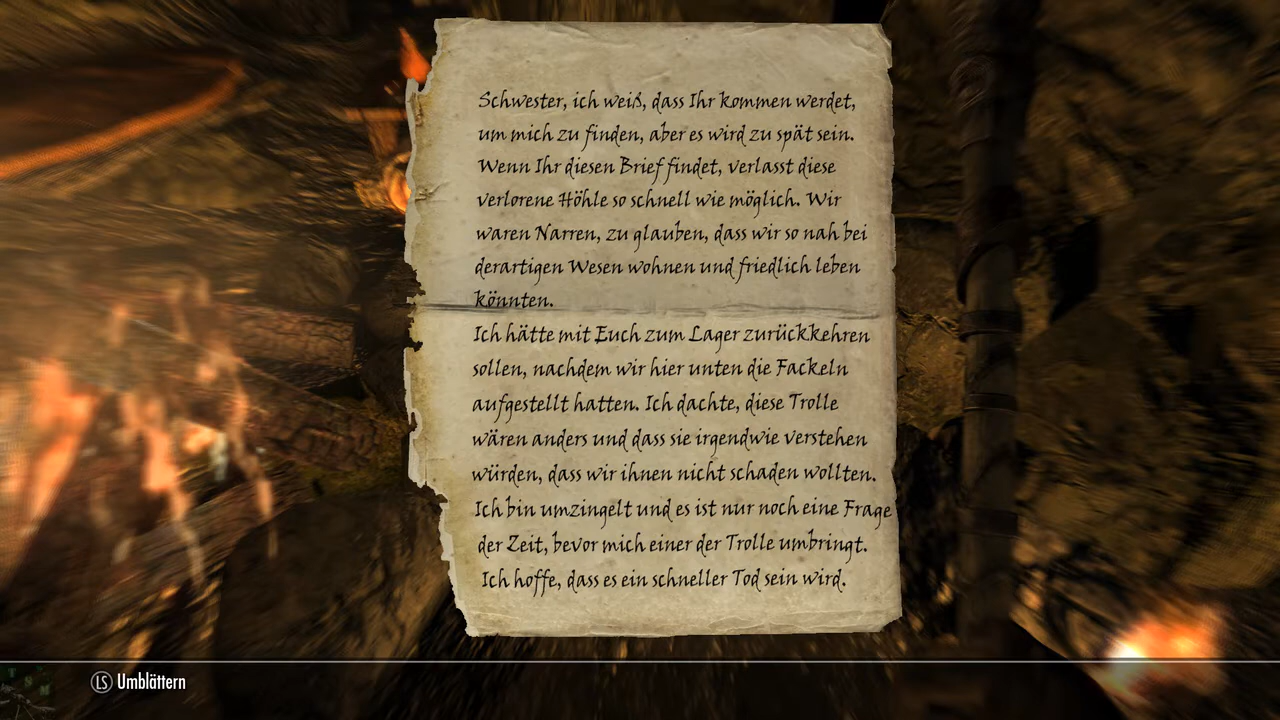 Schwester, ich weiß, dass Ihr kommen werdet,
um mich zu finden, aber es wird zu spät sein.
Wenn Ihr diesen Brief findet, verlasst diese
verlorene Höhle so schnell wie möglich. Wir
waren Narren, zu glauben, dass wir so nah bei
derartigen Wesen wohnen und friedlich leben
könnten.
Ich hätte mit Euch zum Lager zurückkehren
sollen, nachdem wir hier unten die Fackeln
aufgestellt hatten. Ich dachte, diese Trolle
wären anders und dass sie irgendwie verstehen
würden, dass wir ihnen nicht schaden wollten.
Ich bin umzingelt und es ist nur noch eine Frage
der Zeit, bevor mich einer der Trolle umbringt.
Ich hoffe, dass es ein schneller Tod sein wird.
LS Umblättern